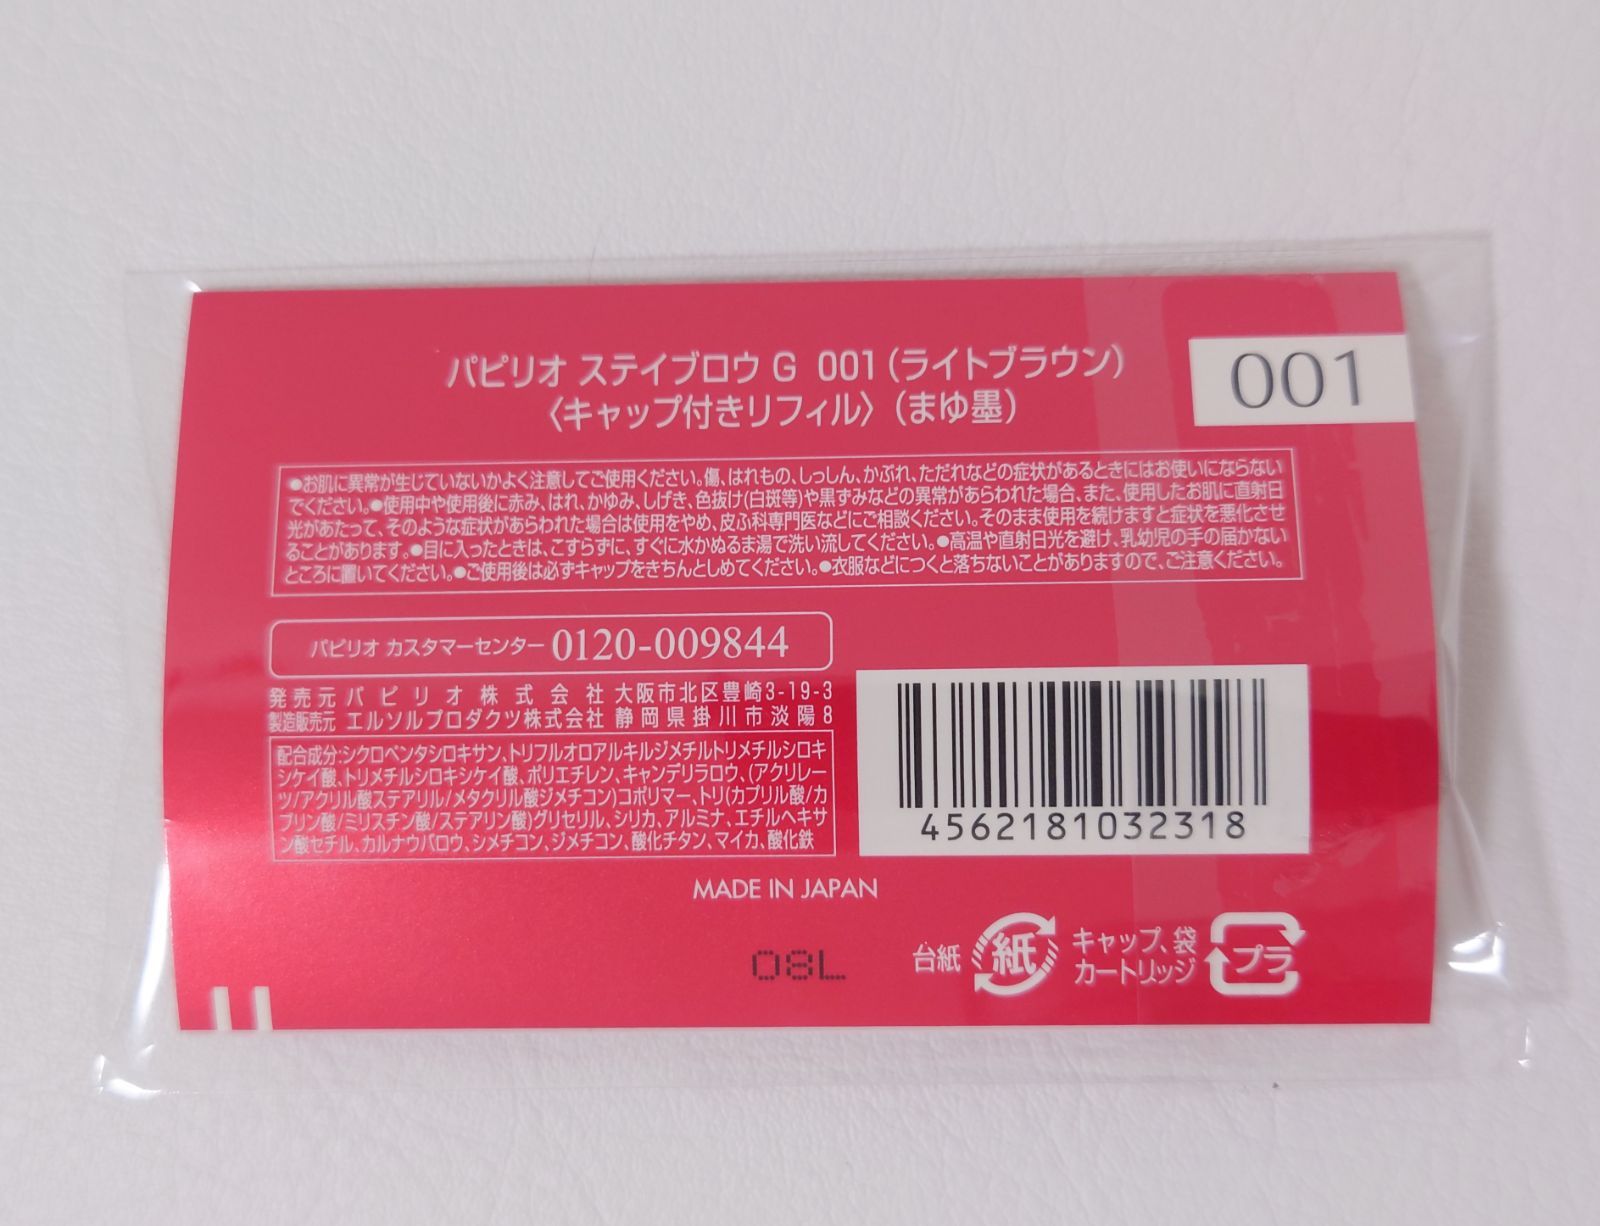 パピリオ ステイブロウ G 001（ライトブラウン）
〈キャップ付きリフィル〉（まゆ墨）
001
●お肌に異常が生じていないかよく注意してご使用ください。傷、はれもの、しっしん、かぶれ、ただれなどの症状があるときにはお使いにならない
でください。●使用中や使用後に赤み、はれ、かゆみ、しげき、色抜け（白斑等）や黒ずみなどの異常があらわれた場合、また、使用したお肌に直射日
光があたって、そのような症状があらわれた場合は使用をやめ、皮ふ科専門医などにご相談ください。そのまま使用を続けますと症状を悪化させ
ることがあります。●目に入ったときは、こすらずに、すぐに水かぬるま湯で洗い流してください。●高温や直射日光を避け、乳幼児の手の届かない
ところに置いてください。●ご使用後は必ずキャップをきちんとしめてください。●衣服などにつくと落ちないことがありますので、ご注意ください。
パピリオ カスタマーセンター 0120-009844
発売元 パピリオ株式会社 大阪市北区豊崎3-19-3
製造販売元 エルソルプロダクツ株式会社 静岡県掛川市淡陽8
配合成分:シクロペンタシロキサン、トリフルオロアルキルジメチルトリメチルシロキ
シケイ酸、トリメチルシロキシケイ酸、ポリエチレン、キャンデリラロウ、(アクリレー
ツ/アクリル酸ステアリル/メタクリル酸ジメチコン)コポリマー、トリ(カプリル酸/カ
プリン酸/ミリスチン酸/ステアリン酸)グリセリル、シリカ、アルミナ、エチルヘキサ
ン酸セチル、カルナウバロウ、シメチコン、ジメチコン、酸化チタン、マイカ、酸化鉄
4562181032318
MADE IN JAPAN
08L
台紙 紙 キャップ、袋 カートリッジ プラ